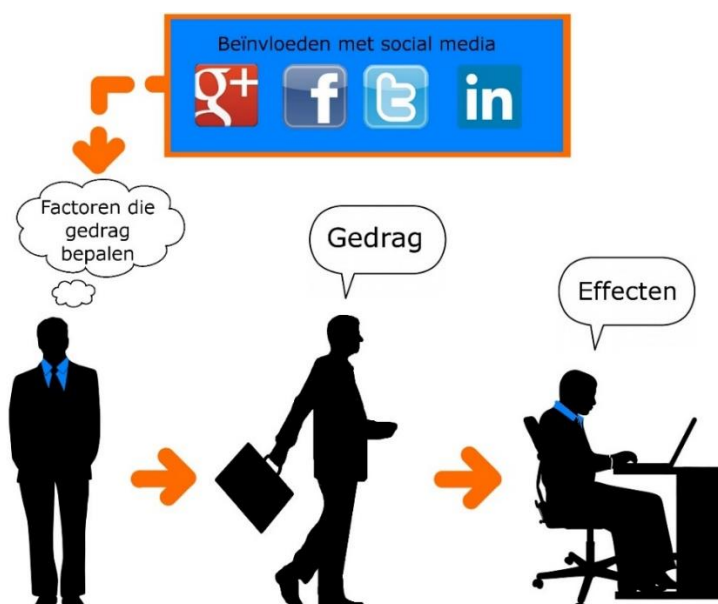 Beïnvloeden met social media
g+
f
t
in
Factoren die
gedrag
bepalen
Gedrag
Effecten